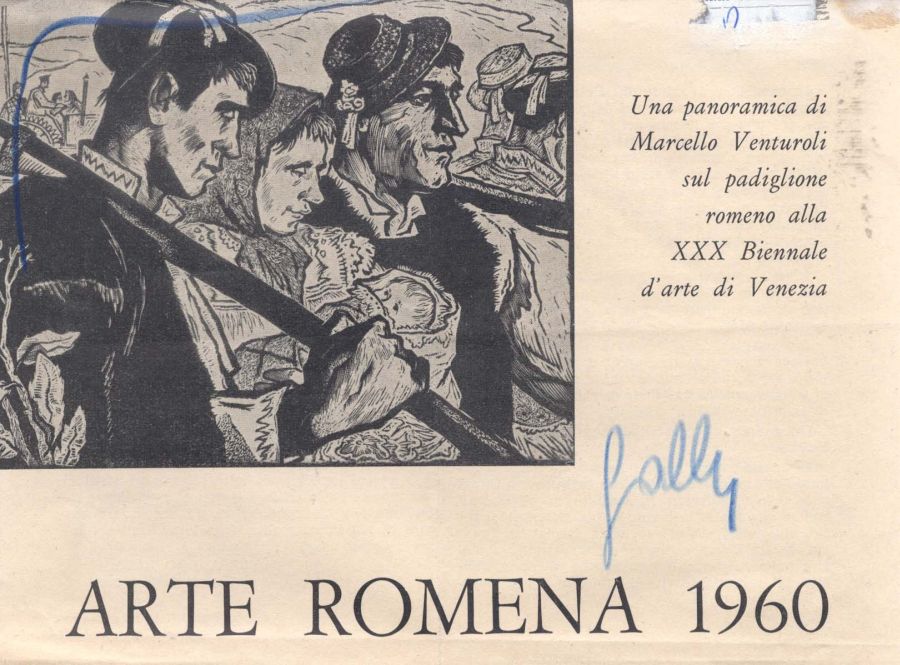 Una panoramica di
Marcello Venturoli
sul padiglione
romeno alla
XXX Biennale
d'arte di Venezia
ARTE ROMENA 1960